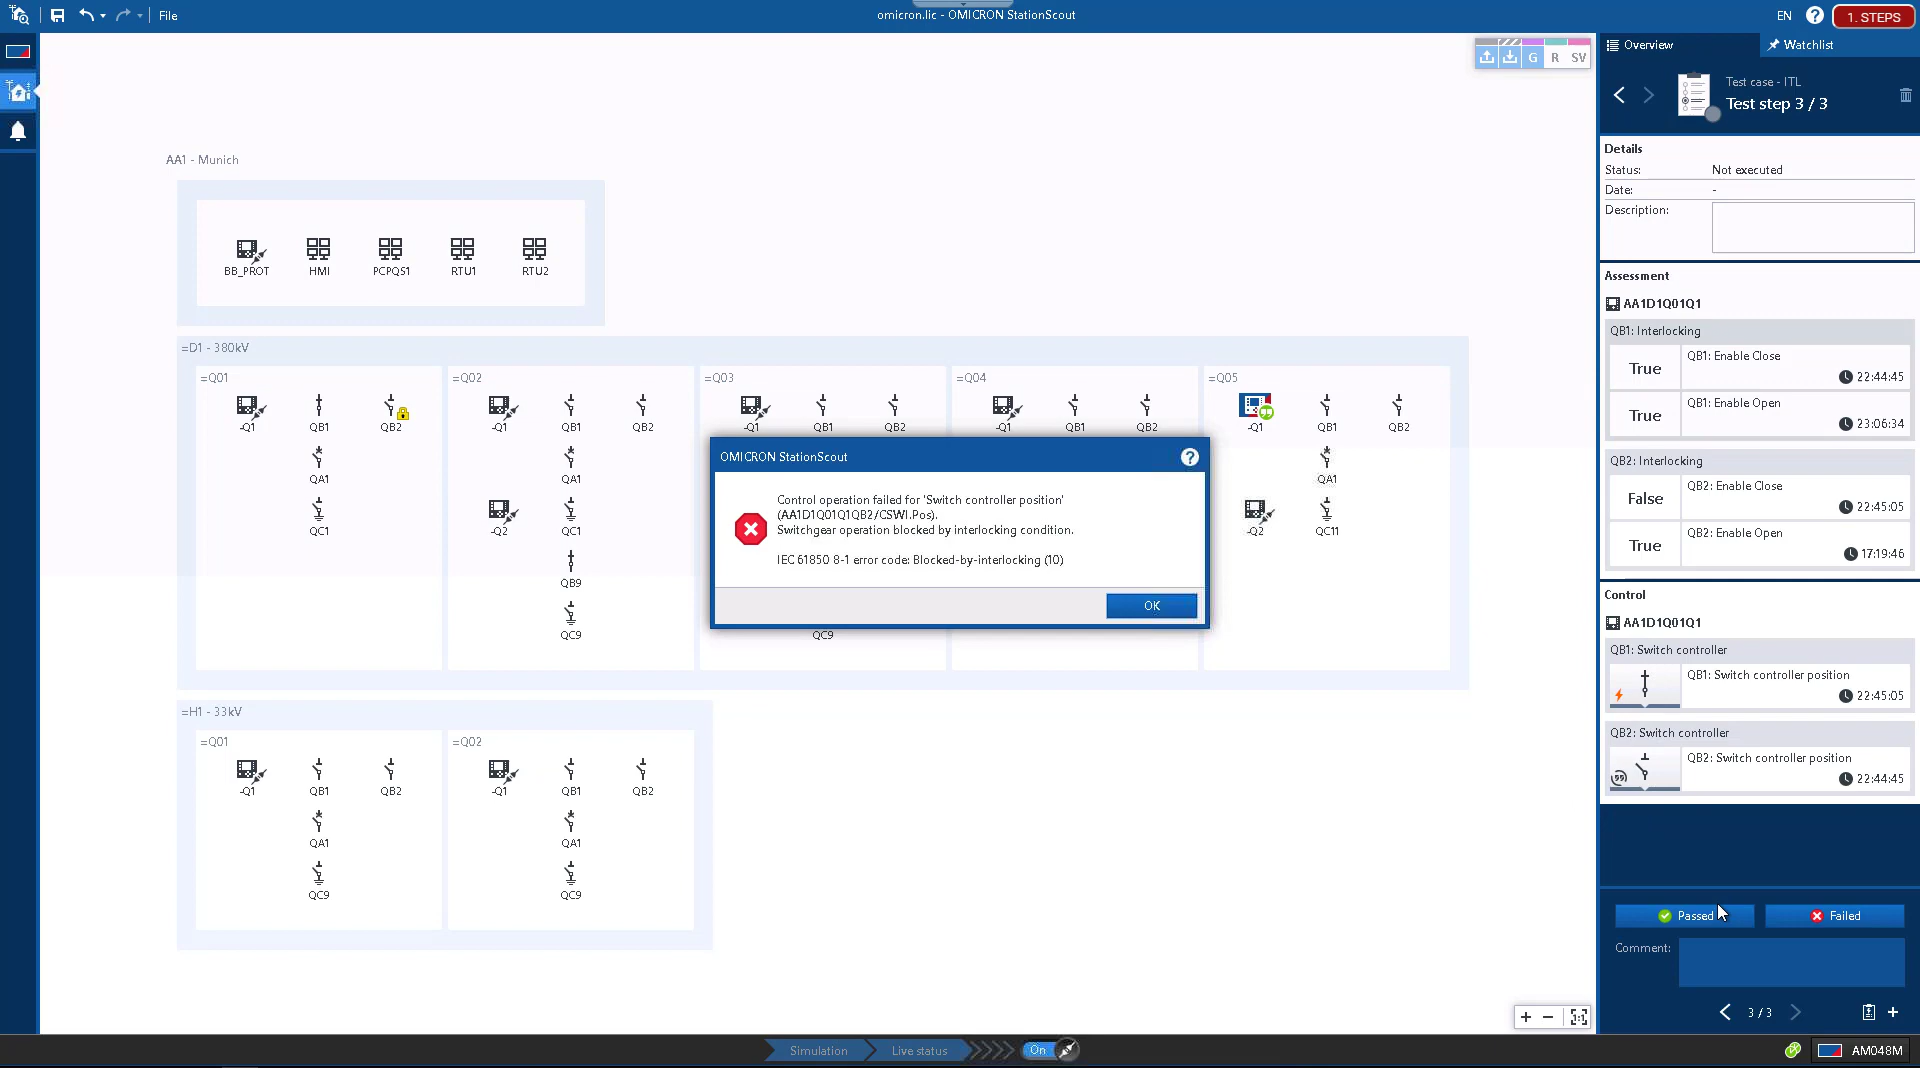 File
omicron.lic - OMICRON StationScout
EN
1. STEPS
G R SV
Overview
Watchlist
Test case - ITL
Test step 3 / 3
AA1 - Munich
BB_PROT
HMI
PCPQS1
RTU1
RTU2
=D1 - 380kV
=Q01
-Q1
QB1
QB2
QA1
QC1
=Q02
-Q1
QB1
QB2
QA1
-Q2
QC1
QB9
QC9
=Q03
-Q1
QB1
QB2
QC9
=Q04
-Q1
QB1
QB2
=Q05
-Q1
QB1
QB2
QA1
-Q2
QC11
OMICRON StationScout
Control operation failed for 'Switch controller position'
(AA1D1Q01Q1QB2/CSWI.Pos).
Switchgear operation blocked by interlocking condition.
IEC 61850 8-1 error code: Blocked-by-interlocking (10)
OK
=H1 - 33kV
=Q01
-Q1
QB1
QB2
QA1
QC9
=Q02
-Q1
QB1
QB2
QA1
QC9
Details
Status: Not executed
Date: -
Description:
Assessment
AA1D1Q01Q1
QB1: Interlocking
True
QB1: Enable Close
22:44:45
True
QB1: Enable Open
23:06:34
QB2: Interlocking
False
QB2: Enable Close
22:45:05
True
QB2: Enable Open
17:19:46
Control
AA1D1Q01Q1
QB1: Switch controller
QB1: Switch controller position
22:45:05
QB2: Switch controller
QB2: Switch controller position
22:44:45
Passed
Failed
Comment:
3 / 3
1:1
Simulation
Live status
On
AM048M